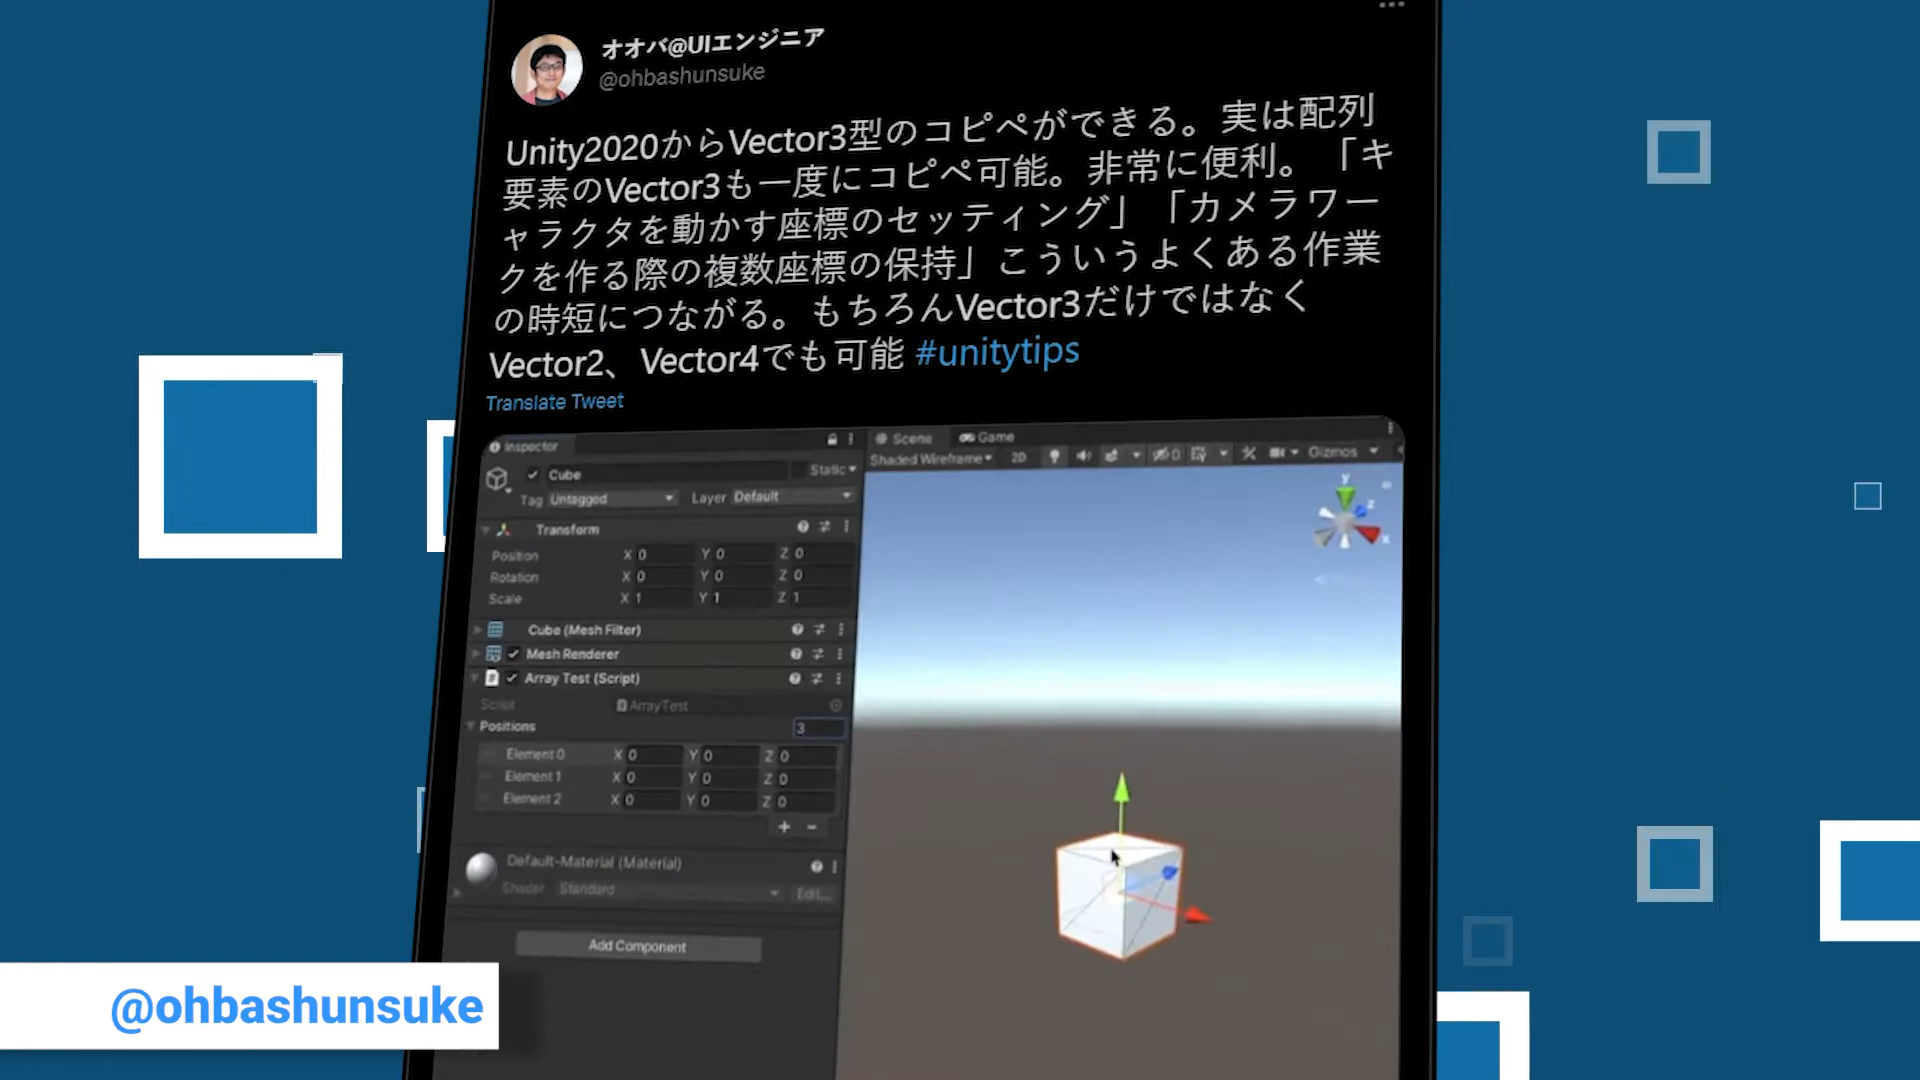 オオバ@UIエンジニア
@ohbashunsuke
Unity2020からVector3型のコピペができる。実は配列
要素のVector3も一度にコピペ可能。非常に便利。「キ
ャラクタを動かす座標のセッティング」「カメラワー
クを作る際の複数座標の保持」こういうよくある作業
の時短につながる。もちろんVector3だけではなく
Vector2、Vector4でも可能 #unitytips
Translate Tweet
Inspector
Cube
Static
Tag Untagged Layer Default
Transform
Position X 0 Y 0 Z 0
Rotation X 0 Y 0 Z 0
Scale X 1 Y 1 Z 1
Cube (Mesh Filter)
Mesh Renderer
Array Test (Script)
Script ArrayTest
Positions 3
Element 0 X 0 Y 0 Z 0
Element 1 X 0 Y 0 Z 0
Element 2 X 0 Y 0 Z 0
+ −
Default-Material (Material)
Shader Standard Edit...
Add Component
Scene Game
Shaded Wireframe 2D 0 Gizmos
y
z
x
@ohbashunsuke